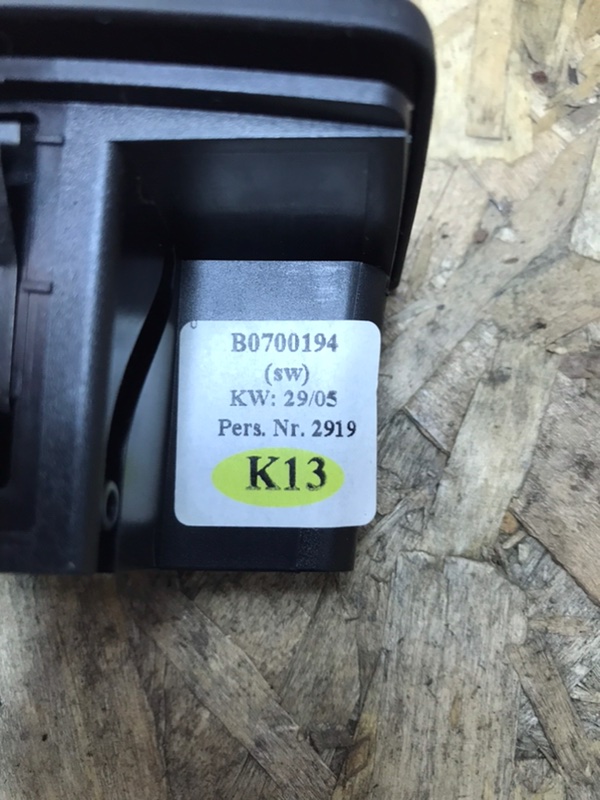 B0700194
(sw)
KW: 29/05
Pers. Nr. 2919
K13